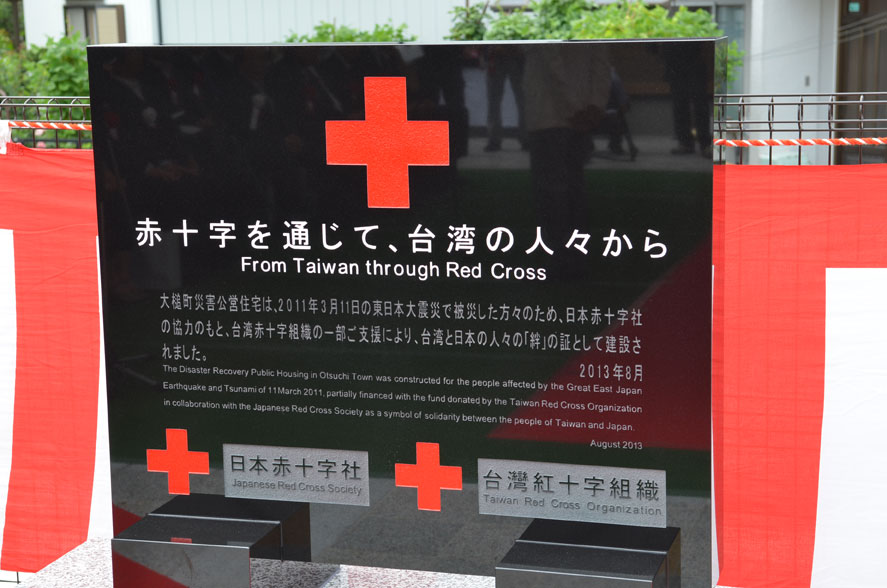 赤十字を通じて、台湾の人々から
From Taiwan through Red Cross
大槌町災害公営住宅は、2011年3月11日の東日本大震災で被災した方々のため、日本赤十字社
の協力のもと、台湾赤十字組織の一部ご支援により、台湾と日本の人々の「絆」の証として建設さ
れました。
2013年8月
The Disaster Recovery Public Housing in Otsuchi Town was constructed for the people affected by the Great East Japan
Earthquake and Tsunami of 11March 2011, partially financed with the fund donated by the Taiwan Red Cross Organization
in collaboration with the Japanese Red Cross Society as a symbol of solidarity between the people of Taiwan and Japan.
August 2013
日本赤十字社
Japanese Red Cross Society
台灣紅十字組織
Taiwan Red Cross Organization